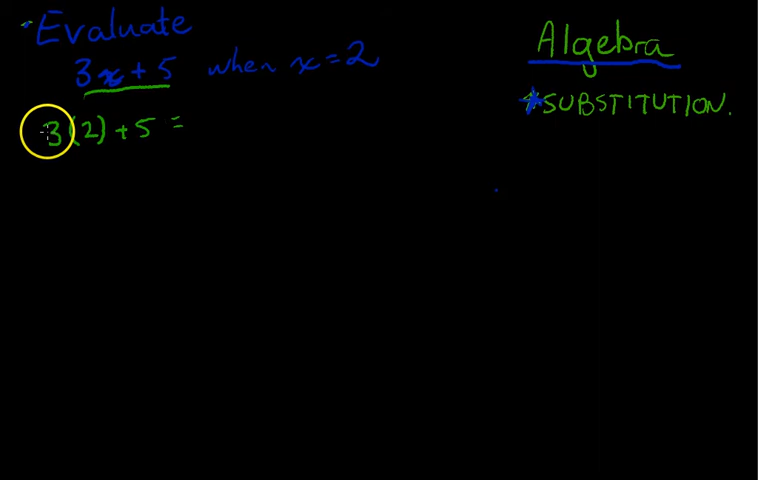 Evaluate
3x + 5 when x = 2
3(2) + 5 =
Algebra
*SUBSTITUTION.